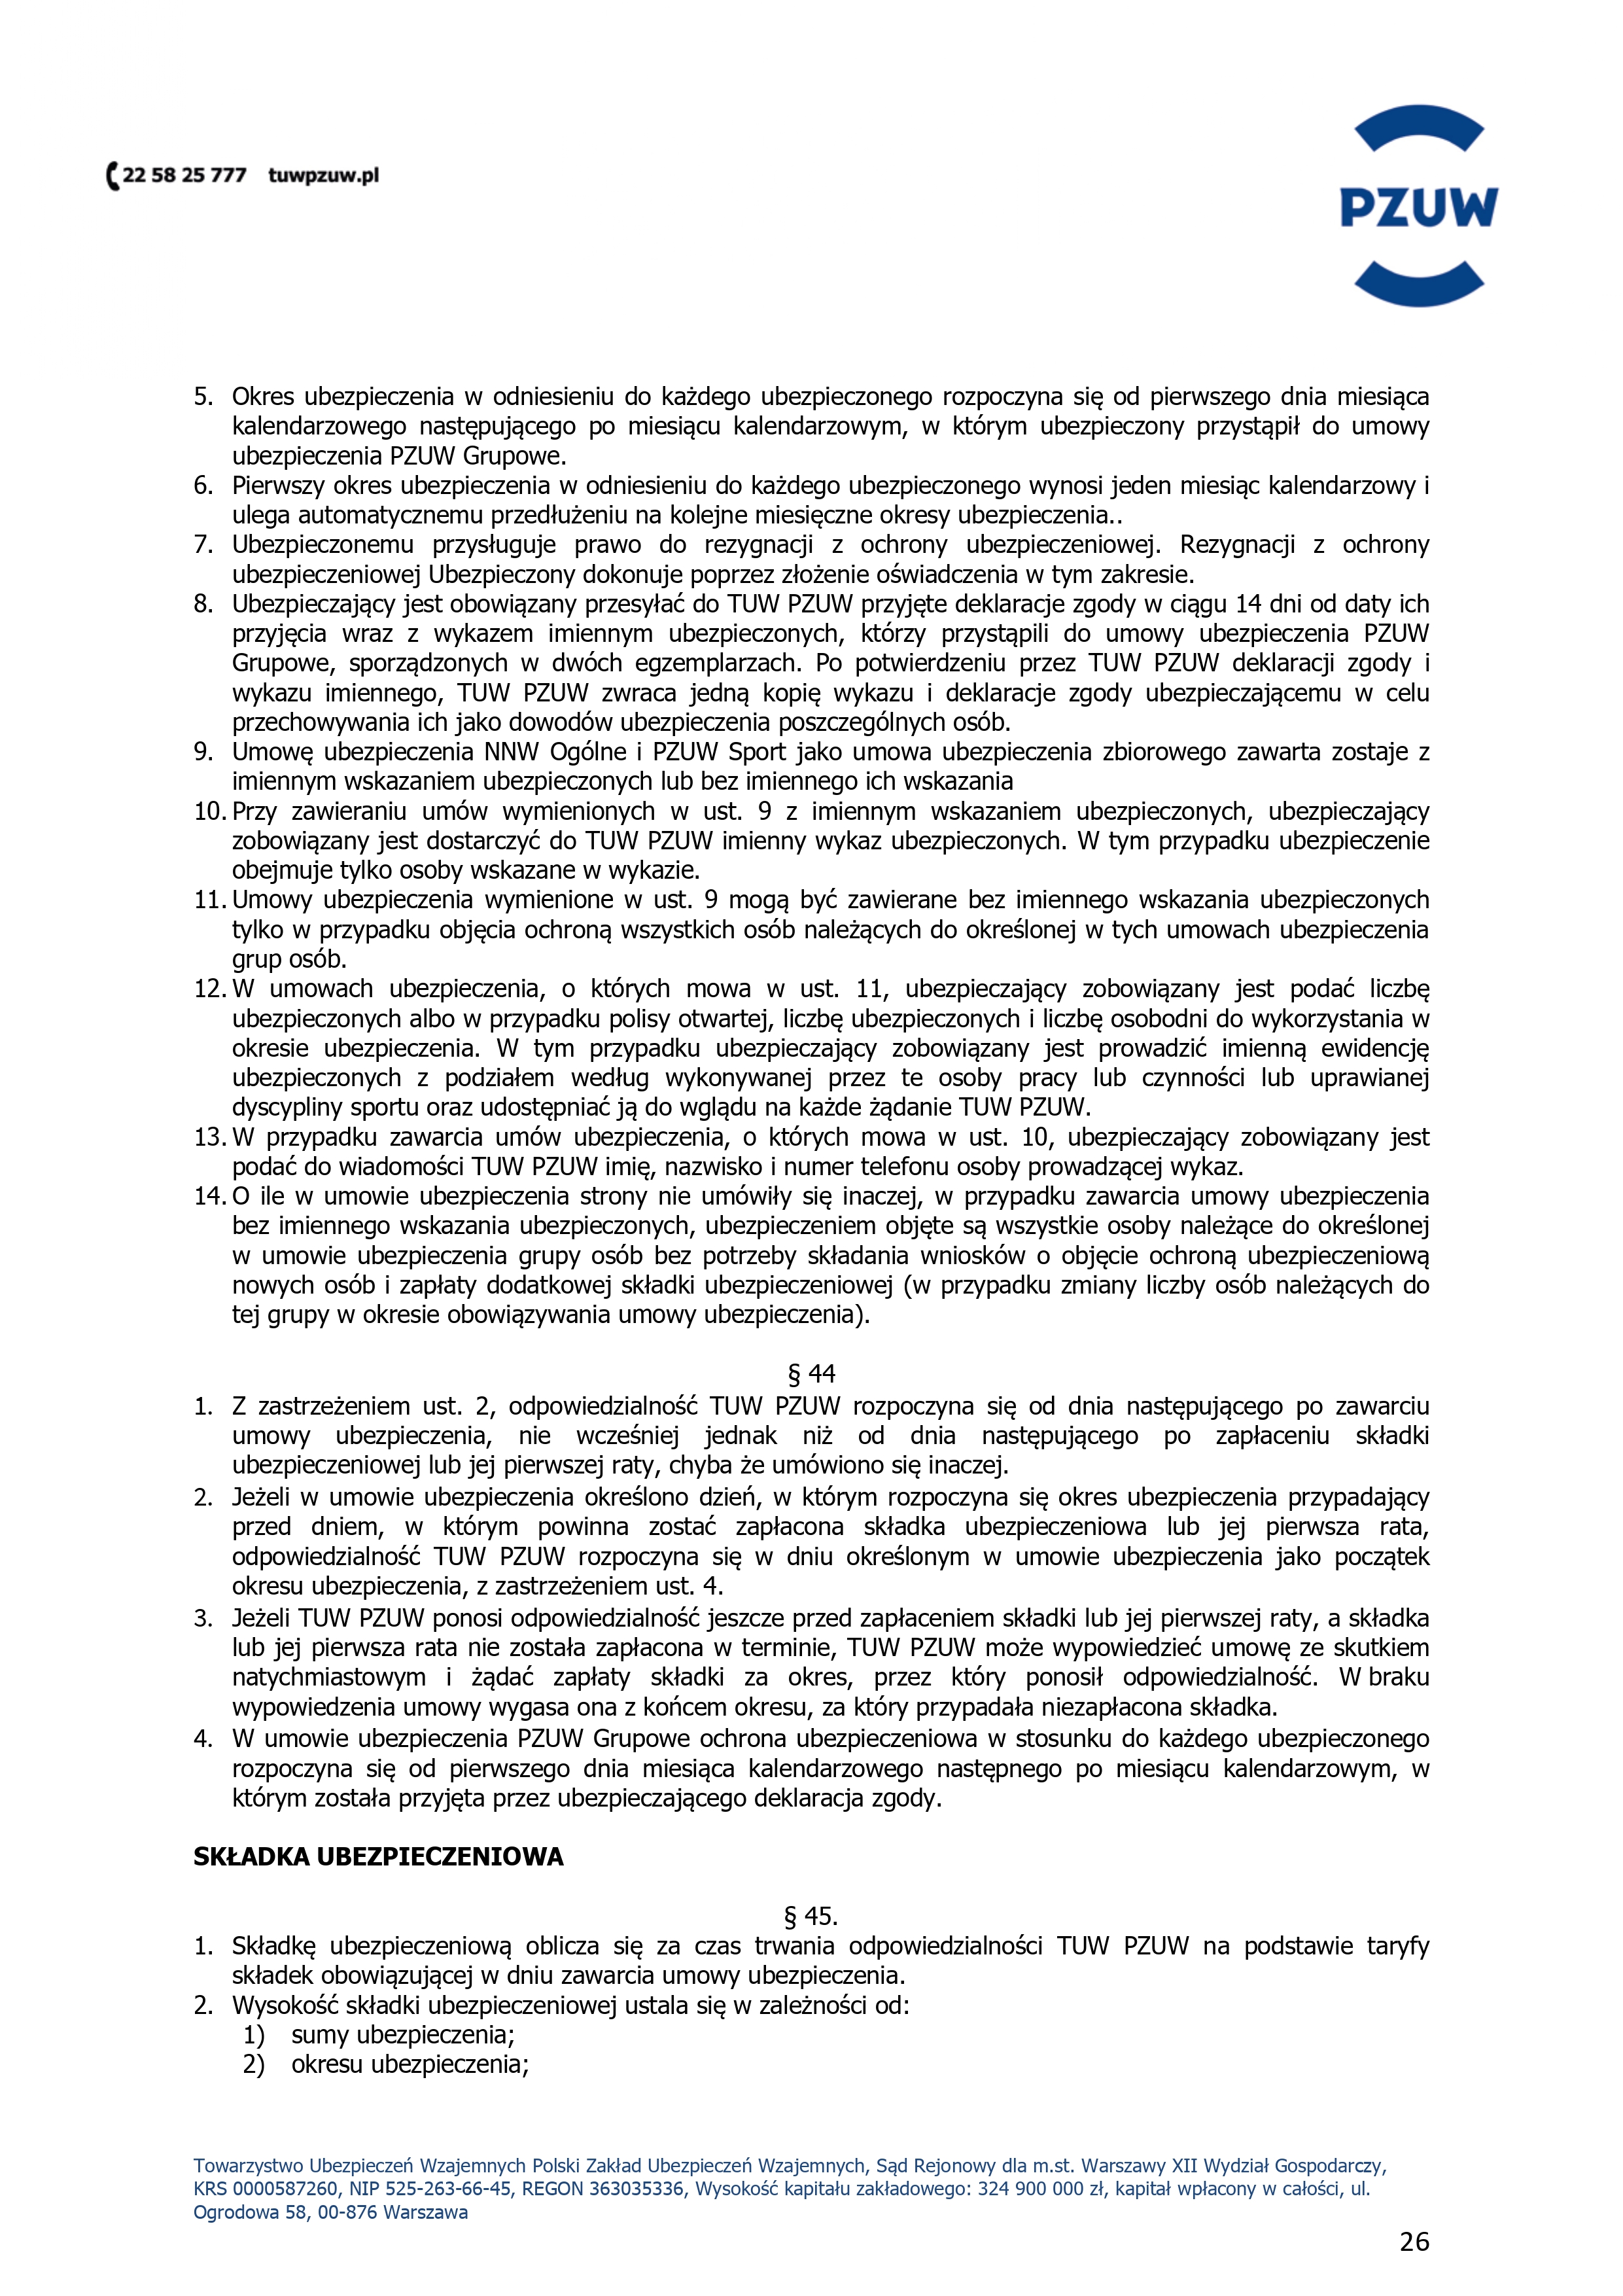 22 58 25 777 tuwpzuw.pl
PZUW
5. Okres ubezpieczenia w odniesieniu do każdego ubezpieczonego rozpoczyna się od pierwszego dnia miesiąca
kalendarzowego następującego po miesiącu kalendarzowym, w którym ubezpieczony przystąpił do umowy
ubezpieczenia PZUW Grupowe.
6. Pierwszy okres ubezpieczenia w odniesieniu do każdego ubezpieczonego wynosi jeden miesiąc kalendarzowy i
ulega automatycznemu przedłużeniu na kolejne miesięczne okresy ubezpieczenia..
7. Ubezpieczonemu przysługuje prawo do rezygnacji z ochrony ubezpieczeniowej. Rezygnacji z ochrony
ubezpieczeniowej Ubezpieczony dokonuje poprzez złożenie oświadczenia w tym zakresie.
8. Ubezpieczający jest obowiązany przesyłać do TUW PZUW przyjęte deklaracje zgody w ciągu 14 dni od daty ich
przyjęcia wraz z wykazem imiennym ubezpieczonych, którzy przystąpili do umowy ubezpieczenia PZUW
Grupowe, sporządzonych w dwóch egzemplarzach. Po potwierdzeniu przez TUW PZUW deklaracji zgody i
wykazu imiennego, TUW PZUW zwraca jedną kopię wykazu i deklaracje zgody ubezpieczającemu w celu
przechowywania ich jako dowodów ubezpieczenia poszczególnych osób.
9. Umowę ubezpieczenia NNW Ogólne i PZUW Sport jako umowa ubezpieczenia zbiorowego zawarta zostaje z
imiennym wskazaniem ubezpieczonych lub bez imiennego ich wskazania
10. Przy zawieraniu umów wymienionych w ust. 9 z imiennym wskazaniem ubezpieczonych, ubezpieczający
zobowiązany jest dostarczyć do TUW PZUW imienny wykaz ubezpieczonych. W tym przypadku ubezpieczenie
obejmuje tylko osoby wskazane w wykazie.
11. Umowy ubezpieczenia wymienione w ust. 9 mogą być zawierane bez imiennego wskazania ubezpieczonych
tylko w przypadku objęcia ochroną wszystkich osób należących do określonej w tych umowach ubezpieczenia
grup osób.
12. W umowach ubezpieczenia, o których mowa w ust. 11, ubezpieczający zobowiązany jest podać liczbę
ubezpieczonych albo w przypadku polisy otwartej, liczbę ubezpieczonych i liczbę osobodni do wykorzystania w
okresie ubezpieczenia. W tym przypadku ubezpieczający zobowiązany jest prowadzić imienną ewidencję
ubezpieczonych z podziałem według wykonywanej przez te osoby pracy lub czynności lub uprawianej
dyscypliny sportu oraz udostępniać ją do wglądu na każde żądanie TUW PZUW.
13. W przypadku zawarcia umów ubezpieczenia, o których mowa w ust. 10, ubezpieczający zobowiązany jest
podać do wiadomości TUW PZUW imię, nazwisko i numer telefonu osoby prowadzącej wykaz.
14. O ile w umowie ubezpieczenia strony nie umówiły się inaczej, w przypadku zawarcia umowy ubezpieczenia
bez imiennego wskazania ubezpieczonych, ubezpieczeniem objęte są wszystkie osoby należące do określonej
w umowie ubezpieczenia grupy osób bez potrzeby składania wniosków o objęcie ochroną ubezpieczeniową
nowych osób i zapłaty dodatkowej składki ubezpieczeniowej (w przypadku zmiany liczby osób należących do
tej grupy w okresie obowiązywania umowy ubezpieczenia).
§ 44
1. Z zastrzeżeniem ust. 2, odpowiedzialność TUW PZUW rozpoczyna się od dnia następującego po zawarciu
umowy ubezpieczenia, nie wcześniej jednak niż od dnia następującego po zapłaceniu składki
ubezpieczeniowej lub jej pierwszej raty, chyba że umówiono się inaczej.
2. Jeżeli w umowie ubezpieczenia określono dzień, w którym rozpoczyna się okres ubezpieczenia przypadający
przed dniem, w którym powinna zostać zapłacona składka ubezpieczeniowa lub jej pierwsza rata,
odpowiedzialność TUW PZUW rozpoczyna się w dniu określonym w umowie ubezpieczenia jako początek
okresu ubezpieczenia, z zastrzeżeniem ust. 4.
3. Jeżeli TUW PZUW ponosi odpowiedzialność jeszcze przed zapłaceniem składki lub jej pierwszej raty, a składka
lub jej pierwsza rata nie została zapłacona w terminie, TUW PZUW może wypowiedzieć umowę ze skutkiem
natychmiastowym i żądać zapłaty składki za okres, przez który ponosił odpowiedzialność. W braku
wypowiedzenia umowy wygasa ona z końcem okresu, za który przypadała niezapłacona składka.
4. W umowie ubezpieczenia PZUW Grupowe ochrona ubezpieczeniowa w stosunku do każdego ubezpieczonego
rozpoczyna się od pierwszego dnia miesiąca kalendarzowego następnego po miesiącu kalendarzowym, w
którym została przyjęta przez ubezpieczającego deklaracja zgody.
SKŁADKA UBEZPIECZENIOWA
§ 45.
1. Składkę ubezpieczeniową oblicza się za czas trwania odpowiedzialności TUW PZUW na podstawie taryfy
składek obowiązującej w dniu zawarcia umowy ubezpieczenia.
2. Wysokość składki ubezpieczeniowej ustala się w zależności od:
1) sumy ubezpieczenia;
2) okresu ubezpieczenia;
Towarzystwo Ubezpieczeń Wzajemnych Polski Zakład Ubezpieczeń Wzajemnych, Sąd Rejonowy dla m.st. Warszawy XII Wydział Gospodarczy,
KRS 0000587260, NIP 525-263-66-45, REGON 363035336, Wysokość kapitału zakładowego: 324 900 000 zł, kapitał wpłacony w całości, ul.
Ogrodowa 58, 00-876 Warszawa
26